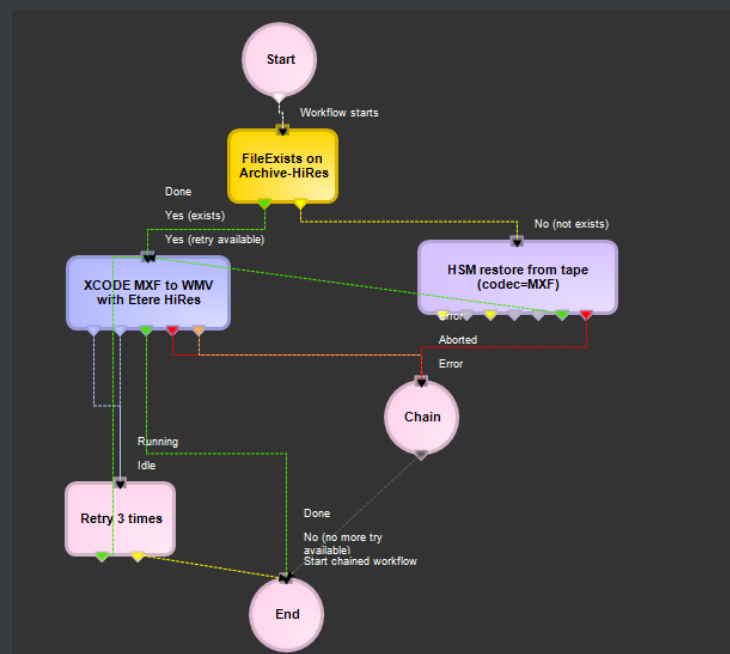 Start
Workflow starts
FileExists on
Archive-HiRes
Done
Yes (exists)
Yes (retry available)
No (not exists)
XCODE MXF to WMV
with Etere HiRes
HSM restore from tape
(codec=MXF)
Error
Aborted
Error
Chain
Running
Idle
Retry 3 times
Done
No (no more try
available)
Start chained workflow
End